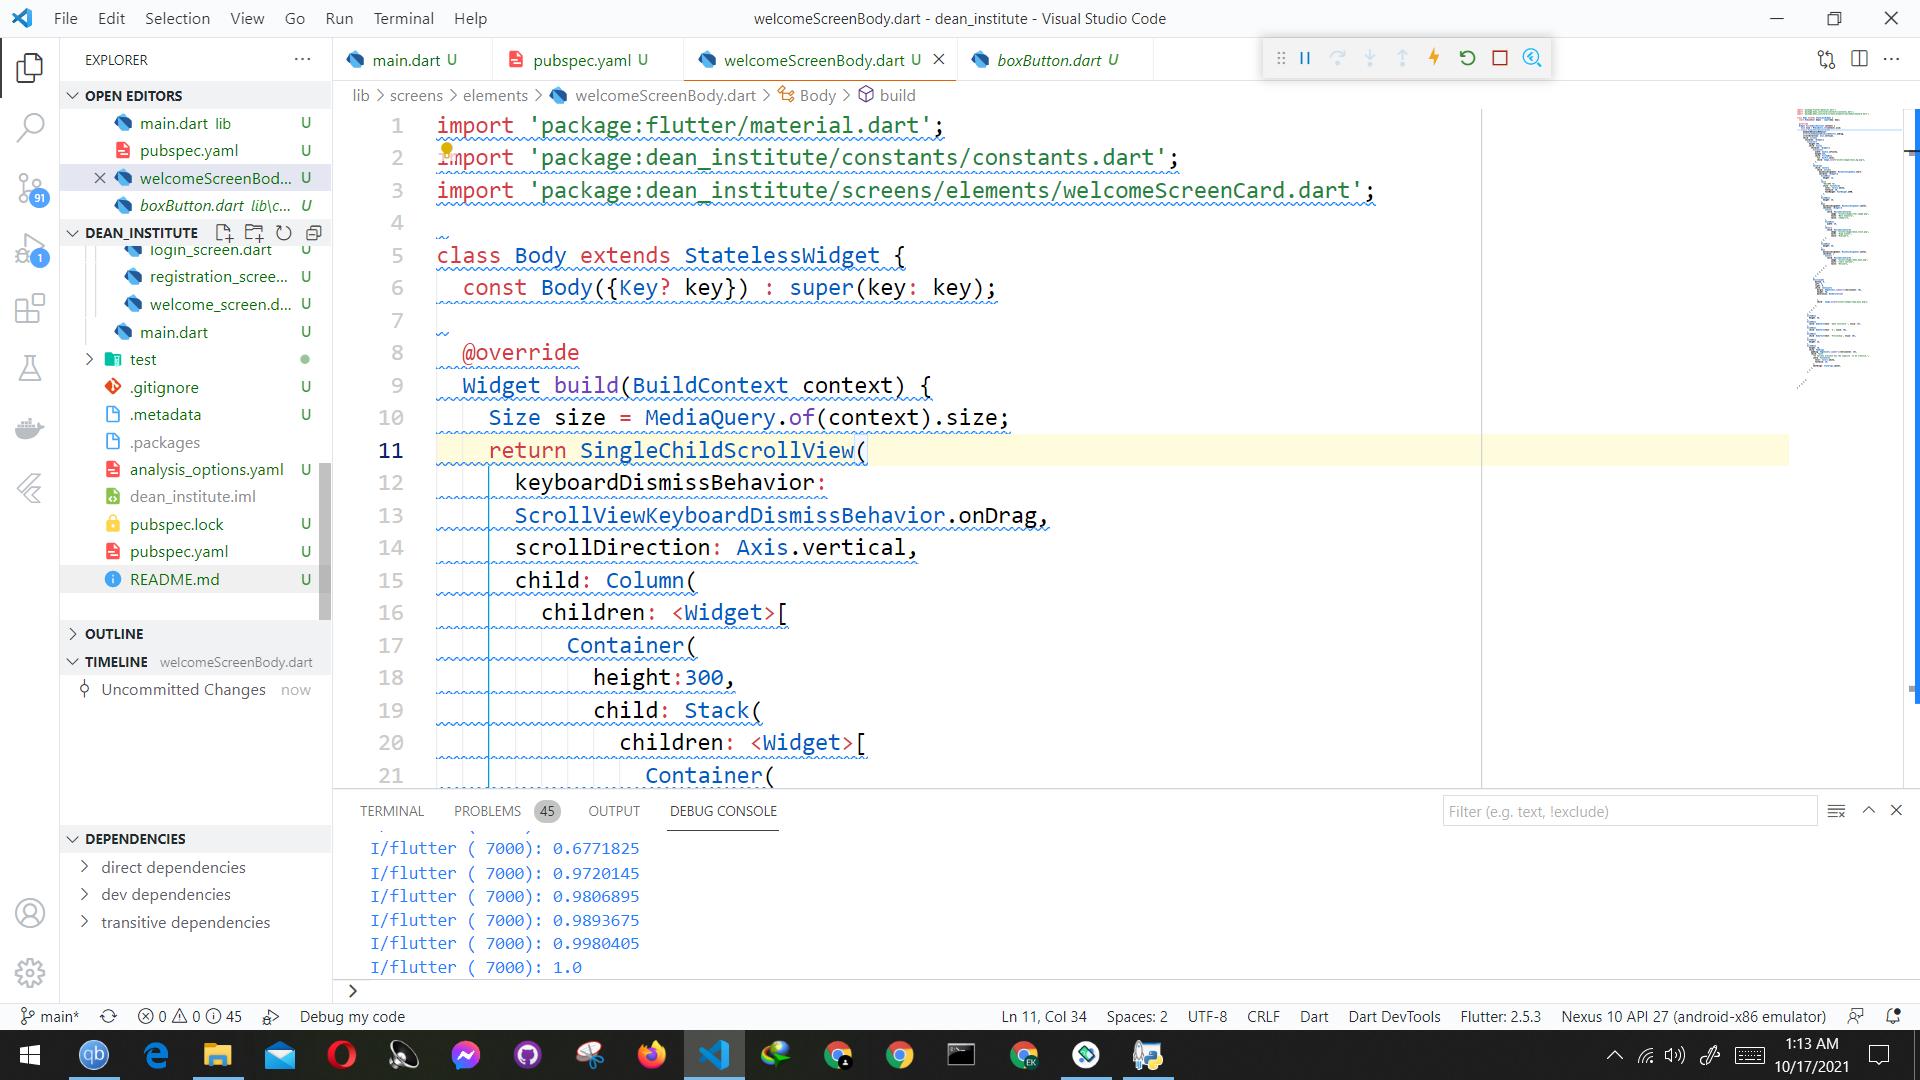 File Edit Selection View Go Run Terminal Help
welcomeScreenBody.dart - dean_institute - Visual Studio Code
EXPLORER
OPEN EDITORS
main.dart lib U
pubspec.yaml U
welcomeScreenBod... U
boxButton.dart lib\c... U
DEAN_INSTITUTE
login_screen.dart U
registration_scree... U
welcome_screen.d... U
main.dart U
test
.gitignore U
.metadata U
.packages
analysis_options.yaml U
dean_institute.iml
pubspec.lock U
pubspec.yaml U
README.md U
OUTLINE
TIMELINE welcomeScreenBody.dart
Uncommitted Changes now
DEPENDENCIES
direct dependencies
dev dependencies
transitive dependencies
91
1
main.dart U
pubspec.yaml U
welcomeScreenBody.dart U
boxButton.dart U
lib > screens > elements > welcomeScreenBody.dart > Body > build
1 import 'package:flutter/material.dart';
2 import 'package:dean_institute/constants/constants.dart';
3 import 'package:dean_institute/screens/elements/welcomeScreenCard.dart';
4
5 class Body extends StatelessWidget {
6 const Body({Key? key}) : super(key: key);
7
8 @override
9 Widget build(BuildContext context) {
10 Size size = MediaQuery.of(context).size;
11 return SingleChildScrollView(
12 keyboardDismissBehavior:
13 ScrollViewKeyboardDismissBehavior.onDrag,
14 scrollDirection: Axis.vertical,
15 child: Column(
16 children: <Widget>[
17 Container(
18 height:300,
19 child: Stack(
20 children: <Widget>[
21 Container(
TERMINAL PROBLEMS 45 OUTPUT DEBUG CONSOLE
Filter (e.g. text, !exclude)
I/flutter ( 7000): 0.6771825
I/flutter ( 7000): 0.9720145
I/flutter ( 7000): 0.9806895
I/flutter ( 7000): 0.9893675
I/flutter ( 7000): 0.9980405
I/flutter ( 7000): 1.0
main* 0 0 45 Debug my code
Ln 11, Col 34 Spaces: 2 UTF-8 CRLF Dart Dart DevTools Flutter: 2.5.3 Nexus 10 API 27 (android-x86 emulator)
qb
EK
1:13 AM
10/17/2021